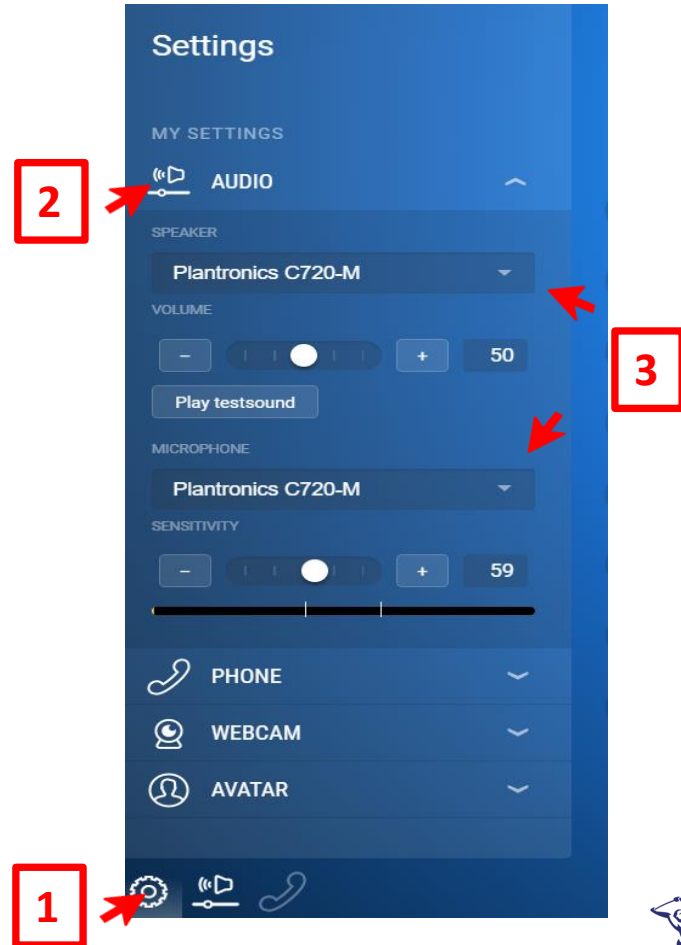 Settings
MY SETTINGS
2
AUDIO
SPEAKER
Plantronics C720-M
VOLUME
- + 50
3
Play testsound
MICROPHONE
Plantronics C720-M
SENSITIVITY
- + 59
PHONE
WEBCAM
AVATAR
1